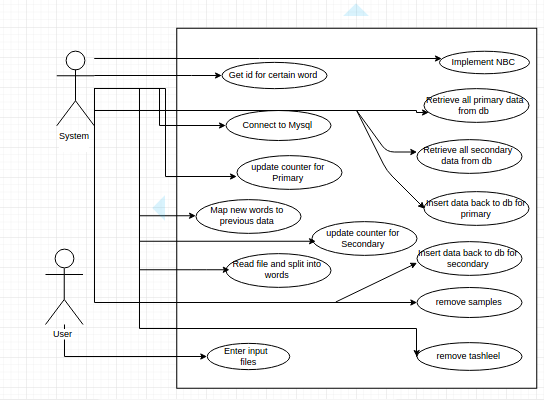 Implement NBC
Get id for certain word
Retrieve all primary data
from db
System
Connect to Mysql
Retrieve all secondary
data from db
update counter for
Primary
Map new words to
previous data
Insert data back to db for
primary
update counter for
Secondary
Insert data back to db for
secondary
Read file and split into
words
remove samples
User
Enter input
files
remove tashleel